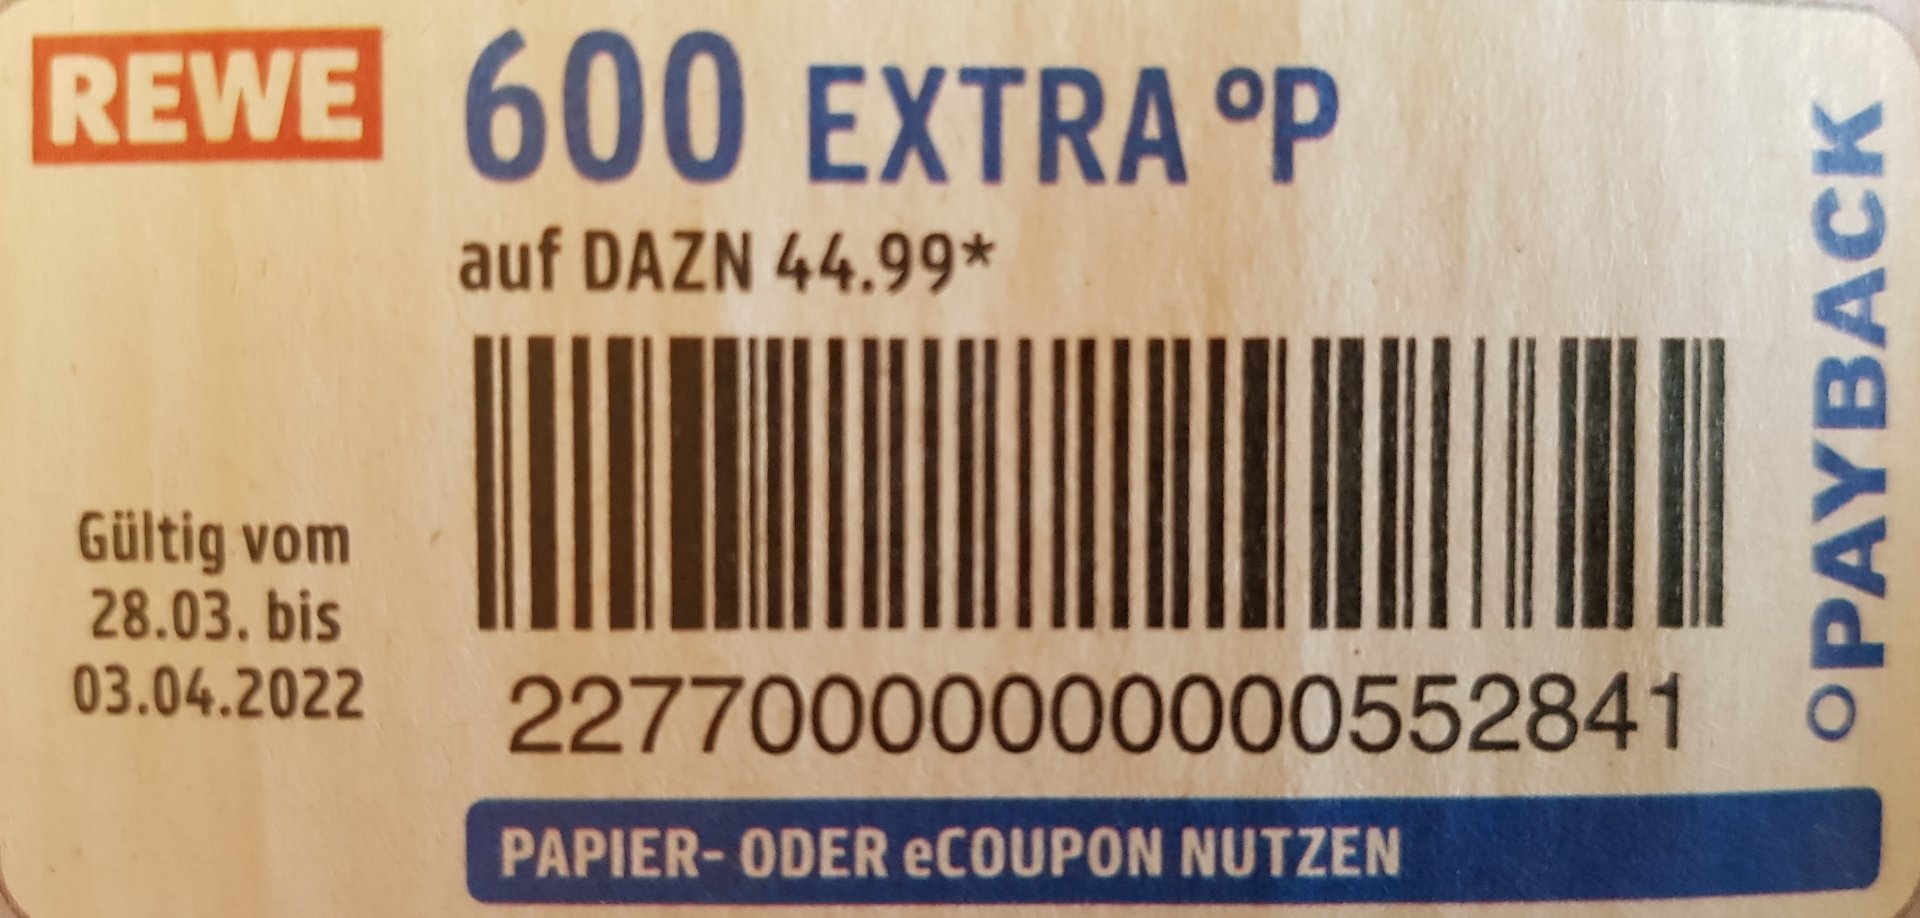 REWE
600 EXTRA °P
auf DAZN 44.99*
Gültig vom
28.03. bis
03.04.2022
22770000000000552841
PAPIER- ODER eCOUPON NUTZEN
°PAYBACK